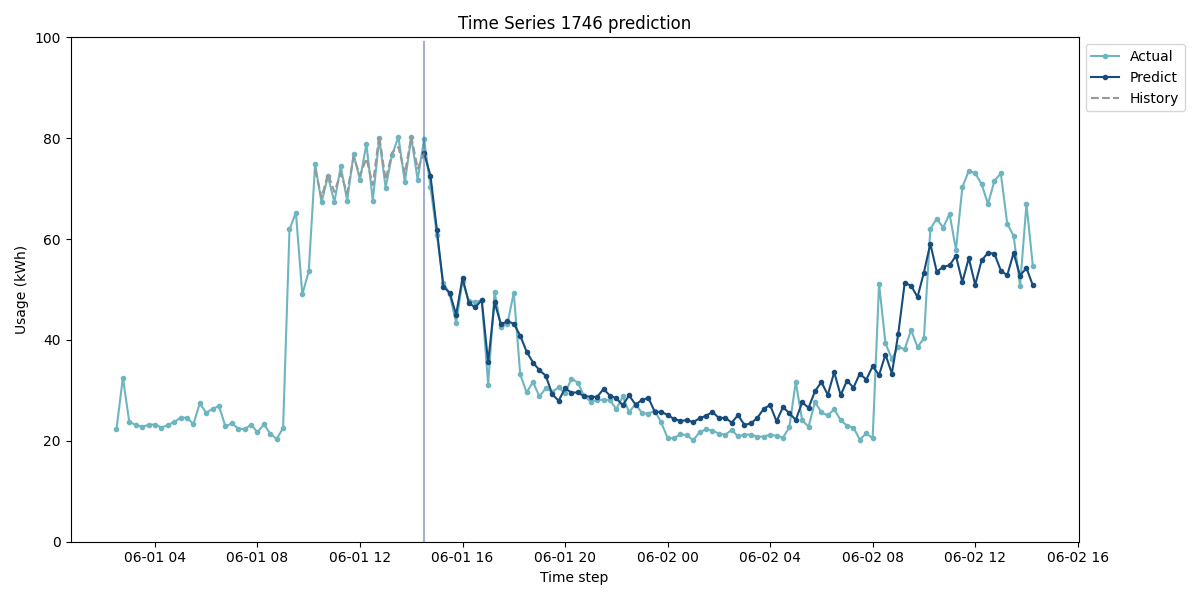 Time Series 1746 prediction
100
80
60
40
20
0
Usage (kWh)
06-01 04
06-01 08
06-01 12
06-01 16
06-01 20
06-02 00
06-02 04
06-02 08
06-02 12
06-02 16
Time step
Actual
Predict
History